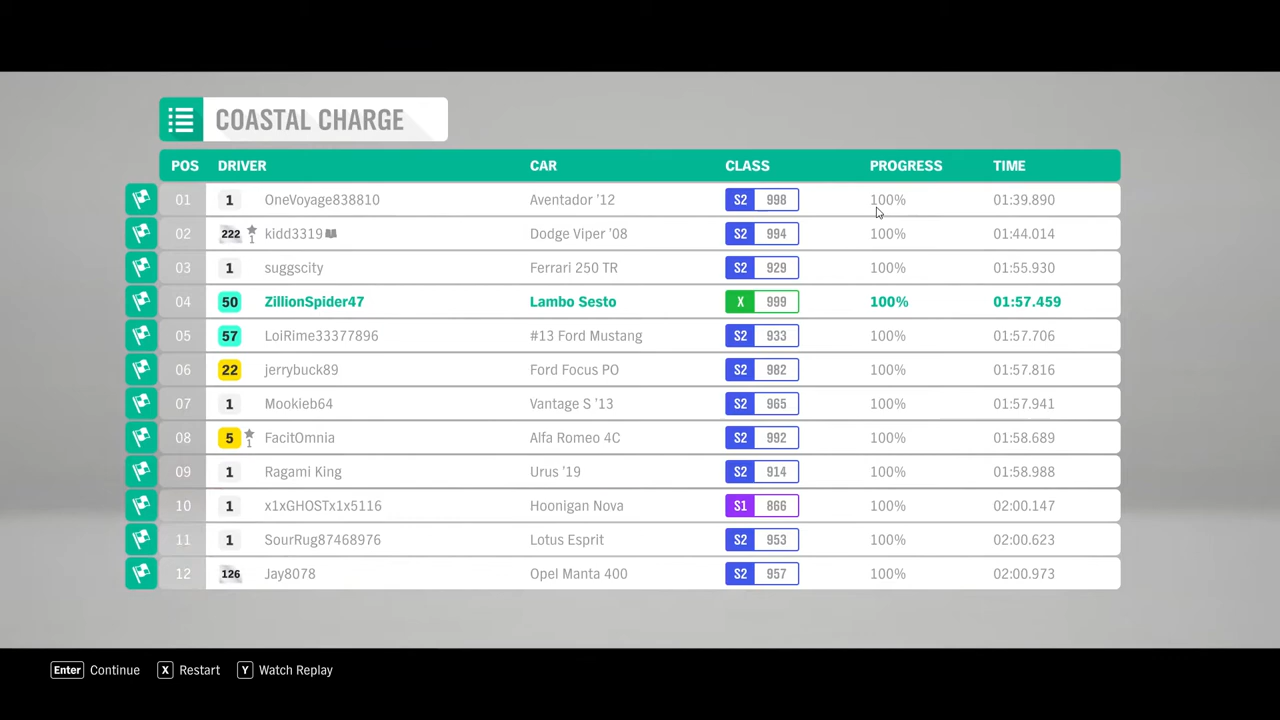 COASTAL CHARGE
POS DRIVER CAR CLASS PROGRESS TIME
01 1 OneVoyage838810 Aventador '12 S2 998 100% 01:39.890
02 222 1 kidd3319 Dodge Viper '08 S2 994 100% 01:44.014
03 1 suggscity Ferrari 250 TR S2 929 100% 01:55.930
04 50 ZillionSpider47 Lambo Sesto X 999 100% 01:57.459
05 57 LoiRime33377896 #13 Ford Mustang S2 933 100% 01:57.706
06 22 jerrybuck89 Ford Focus PO S2 982 100% 01:57.816
07 1 Mookieb64 Vantage S '13 S2 965 100% 01:57.941
08 5 1 FacitOmnia Alfa Romeo 4C S2 992 100% 01:58.689
09 1 Ragami King Urus '19 S2 914 100% 01:58.988
10 1 x1xGHOSTx1x5116 Hoonigan Nova S1 866 100% 02:00.147
11 1 SourRug87468976 Lotus Esprit S2 953 100% 02:00.623
12 126 Jay8078 Opel Manta 400 S2 957 100% 02:00.973
Enter Continue X Restart Y Watch Replay